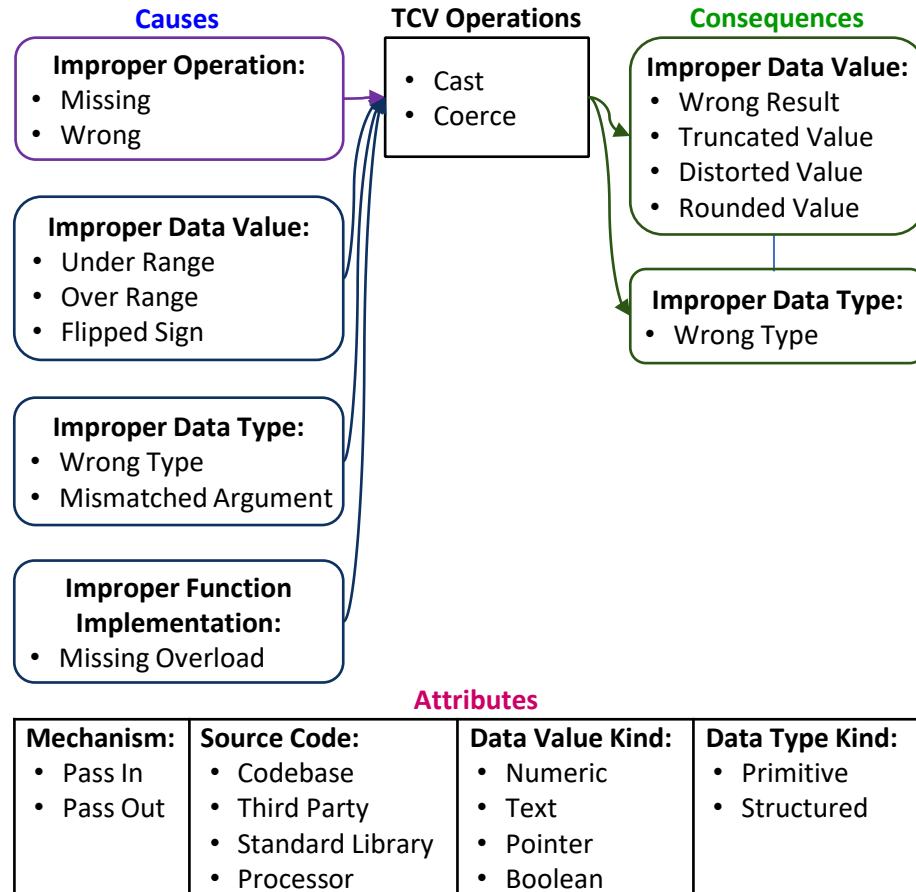 Causes
Improper Operation:
• Missing
• Wrong
Improper Data Value:
• Under Range
• Over Range
• Flipped Sign
Improper Data Type:
• Wrong Type
• Mismatched Argument
Improper Function
Implementation:
• Missing Overload
TCV Operations
• Cast
• Coerce
Consequences
Improper Data Value:
• Wrong Result
• Truncated Value
• Distorted Value
• Rounded Value
Improper Data Type:
• Wrong Type
Attributes
Mechanism:
• Pass In
• Pass Out
Source Code:
• Codebase
• Third Party
• Standard Library
• Processor
Data Value Kind:
• Numeric
• Text
• Pointer
• Boolean
Data Type Kind:
• Primitive
• Structured